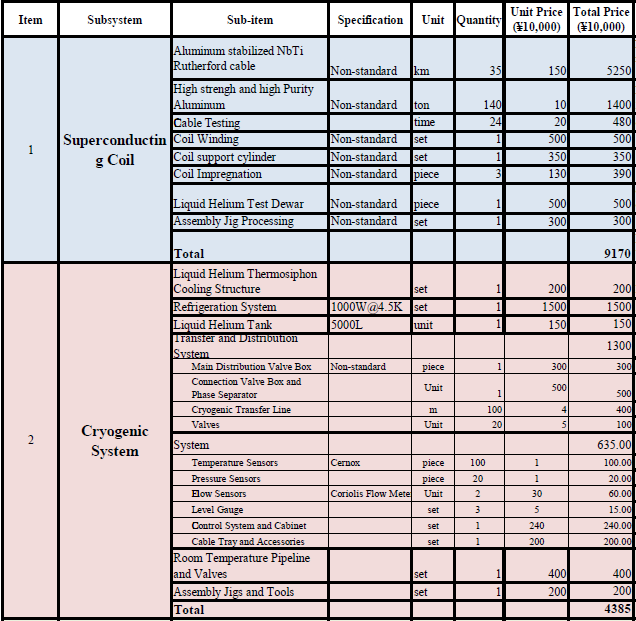 Item Subsystem Sub-item Specification Unit Quantity Unit Price (¥10,000) Total Price (¥10,000)
1 Superconductin
g Coil
Aluminum stabilized NbTi
Rutherford cable Non-standard km 35 150 5250
High strengh and high Purity
Aluminum Non-standard ton 140 10 1400
Cable Testing time 24 20 480
Coil Winding Non-standard set 1 500 500
Coil support cylinder Non-standard set 1 350 350
Coil Impregnation Non-standard piece 3 130 390
Liquid Helium Test Dewar Non-standard piece 1 500 500
Assembly Jig Processing Non-standard set 1 300 300
Total 9170
2 Cryogenic
System
Liquid Helium Thermosiphon
Cooling Structure set 1 200 200
Refrigeration System 1000W@4.5K set 1 1500 1500
Liquid Helium Tank 5000L unit 1 150 150
Transfer and Distribution
System 1300
Main Distribution Valve Box Non-standard piece 1 300 300
Connection Valve Box and
Phase Separator Unit 1 500 500
Cryogenic Transfer Line m 100 4 400
Valves Unit 20 5 100
System 635.00
Temperature Sensors Cernox piece 100 1 100.00
Pressure Sensors piece 20 1 20.00
Flow Sensors Coriolis Flow Mete Unit 2 30 60.00
Level Gauge set 3 5 15.00
Control System and Cabinet set 1 240 240.00
Cable Tray and Accessories set 1 200 200.00
Room Temperature Pipeline
and Valves set 1 400 400
Assembly Jigs and Tools set 1 200 200
Total 4385